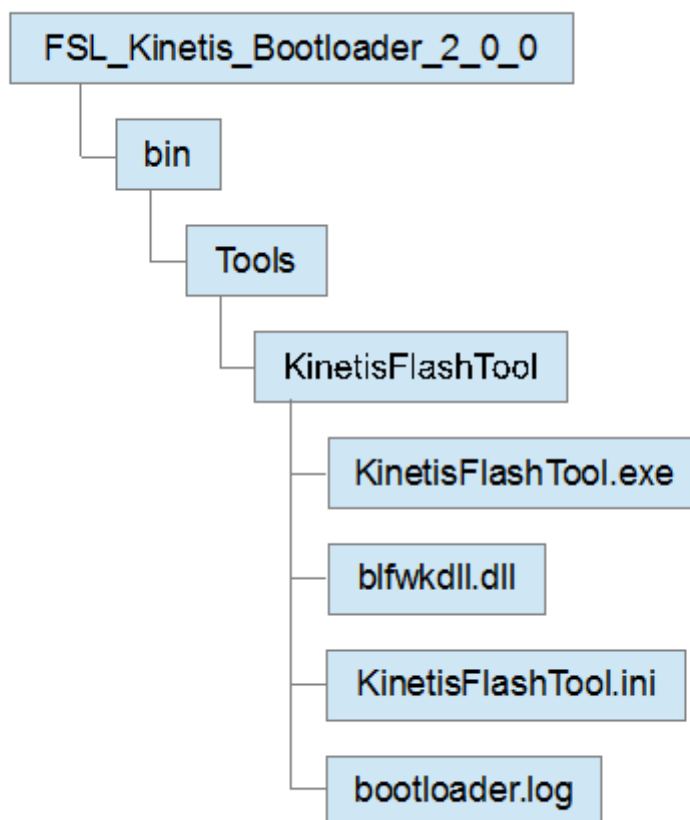 FSL_Kinetis_Bootloader_2_0_0
bin
Tools
KinetisFlashTool
KinetisFlashTool.exe
blfwkdll.dll
KinetisFlashTool.ini
bootloader.log